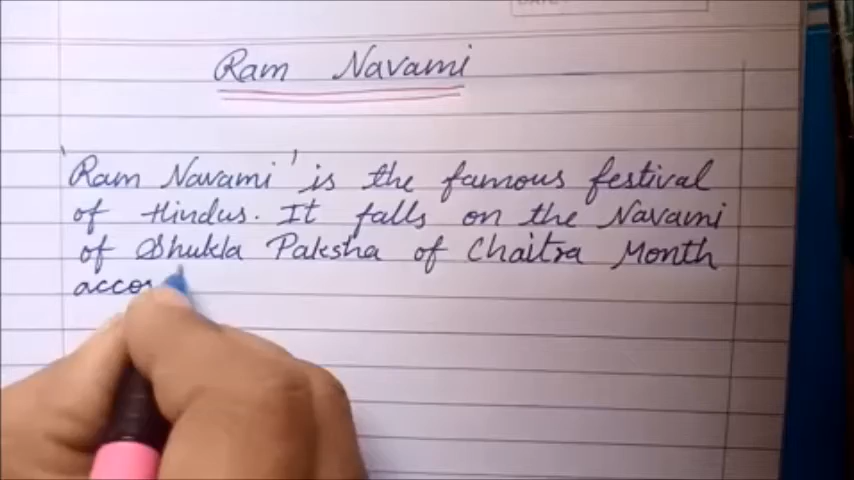 Ram Navami
'Ram Navami' is the famous festival
of Hindus. It falls on the Navami
of Shukla Paksha of Chaitra Month
accor